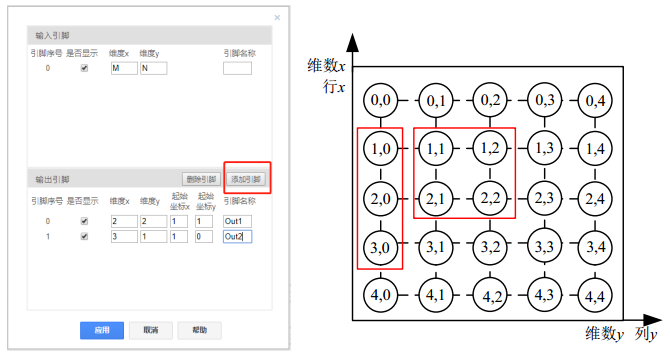 ×
输入引脚
引脚序号 是否显示 维度x 维度y 引脚名称
0 M N
输出引脚 删除引脚 添加引脚
引脚序号 是否显示 维度x 维度y 起始坐标x 起始坐标y 引脚名称
0 2 2 1 1 Out1
1 3 1 1 0 Out2
应用 取消 帮助
维数x
行x
0,0 0,1 0,2 0,3 0,4
1,0 1,1 1,2 1,3 1,4
2,0 2,1 2,2 2,3 2,4
3,0 3,1 3,2 3,3 3,4
4,0 4,1 4,2 4,3 4,4
维数y 列y